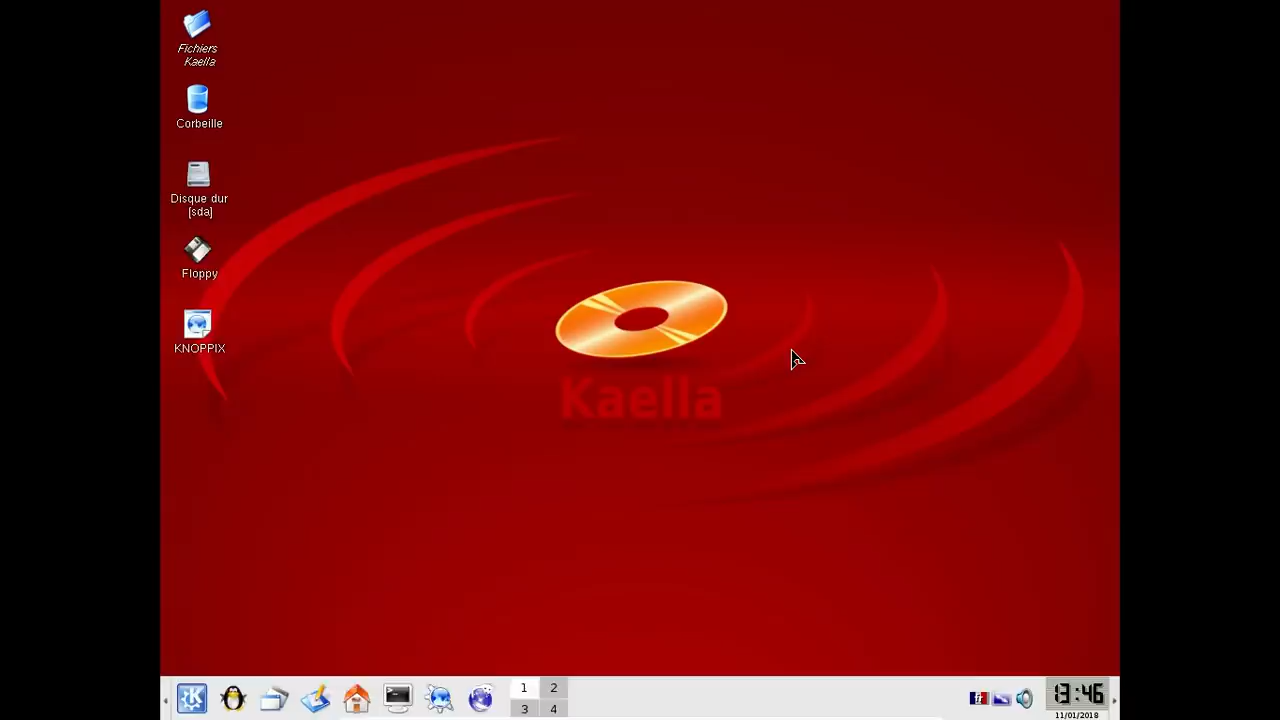 Fichiers
Kaella
Corbeille
Disque dur
[sda]
Floppy
KNOPPIX
Kaella
1 2
3 4
13:46
11/01/2018